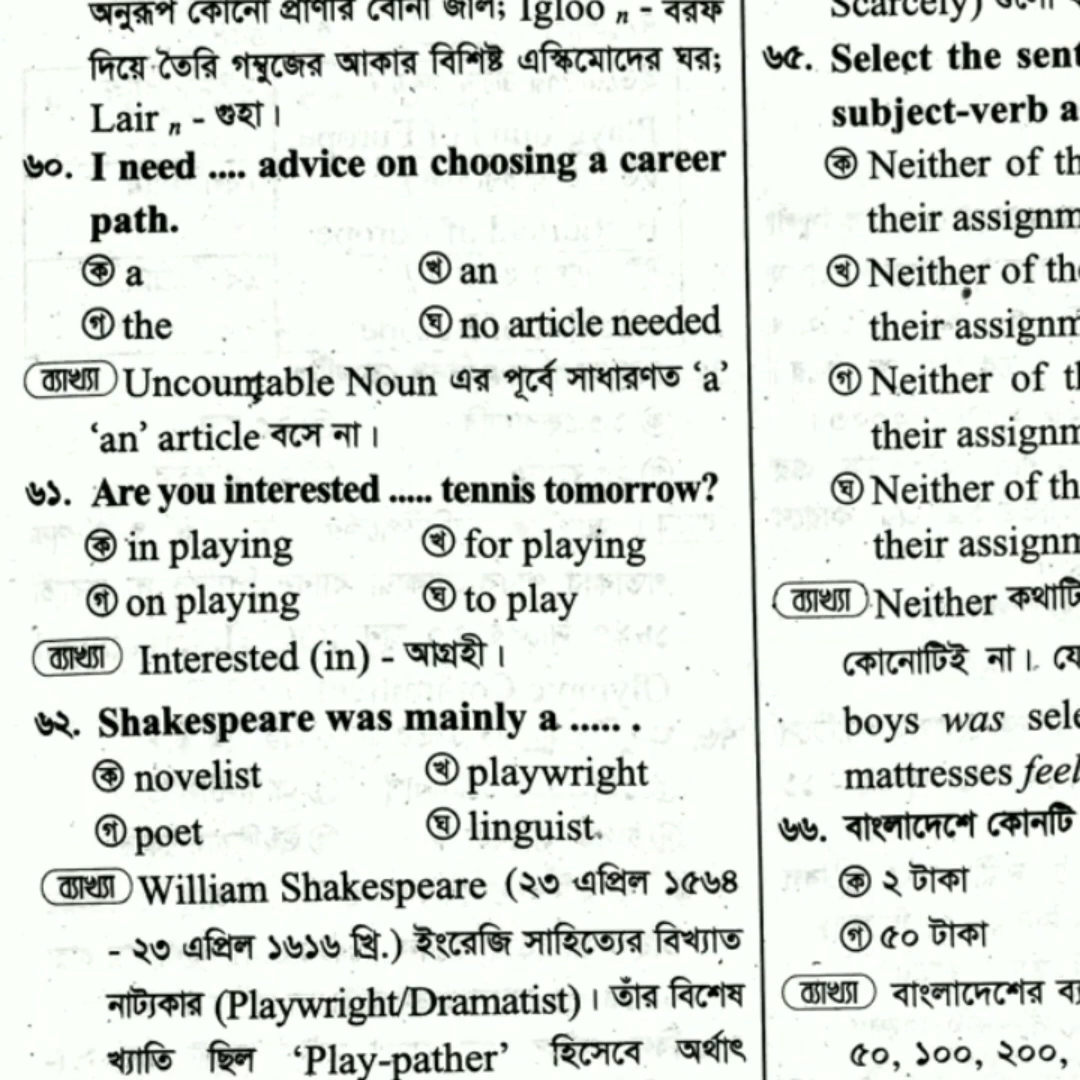 অনুরূপ কোনো প্রাণীর বোনা জাল; Igloo n - বরফ
দিয়ে তৈরি গম্বুজের আকার বিশিষ্ট এস্কিমোদের ঘর;
Lair n - গুহা।
৬০. I need .... advice on choosing a career
path.
ক a খ an
গ the ঘ no article needed
ব্যাখ্যা Uncountable Noun এর পূর্বে সাধারণত ‘a’
‘an’ article বসে না।
৬১. Are you interested ..... tennis tomorrow?
ক in playing খ for playing
গ on playing ঘ to play
ব্যাখ্যা Interested (in) - আগ্রহী।
৬২. Shakespeare was mainly a ...... .
ক novelist খ playwright
গ poet ঘ linguist.
ব্যাখ্যা William Shakespeare (২৩ এপ্রিল ১৫৬৪
- ২৩ এপ্রিল ১৬১৬ খ্রি.) ইংরেজি সাহিত্যের বিখ্যাত
নাট্যকার (Playwright/Dramatist)। তাঁর বিশেষ
খ্যাতি ছিল ‘Play-pather’ হিসেবে অর্থাৎ
Scarcely)
৬৫. Select the sent
subject-verb a
ক Neither of th
their assignm
খ Neither of the
their assignm
গ Neither of tl
their assignm
ঘ Neither of th
their assignm
ব্যাখ্যা Neither কথাটি
কোনোটিই না। যে
boys was sele
mattresses feel
৬৬. বাংলাদেশে কোনটি
ক ২ টাকা
গ ৫০ টাকা
ব্যাখ্যা বাংলাদেশের ব্য
৫০, ১০০, ২০০,